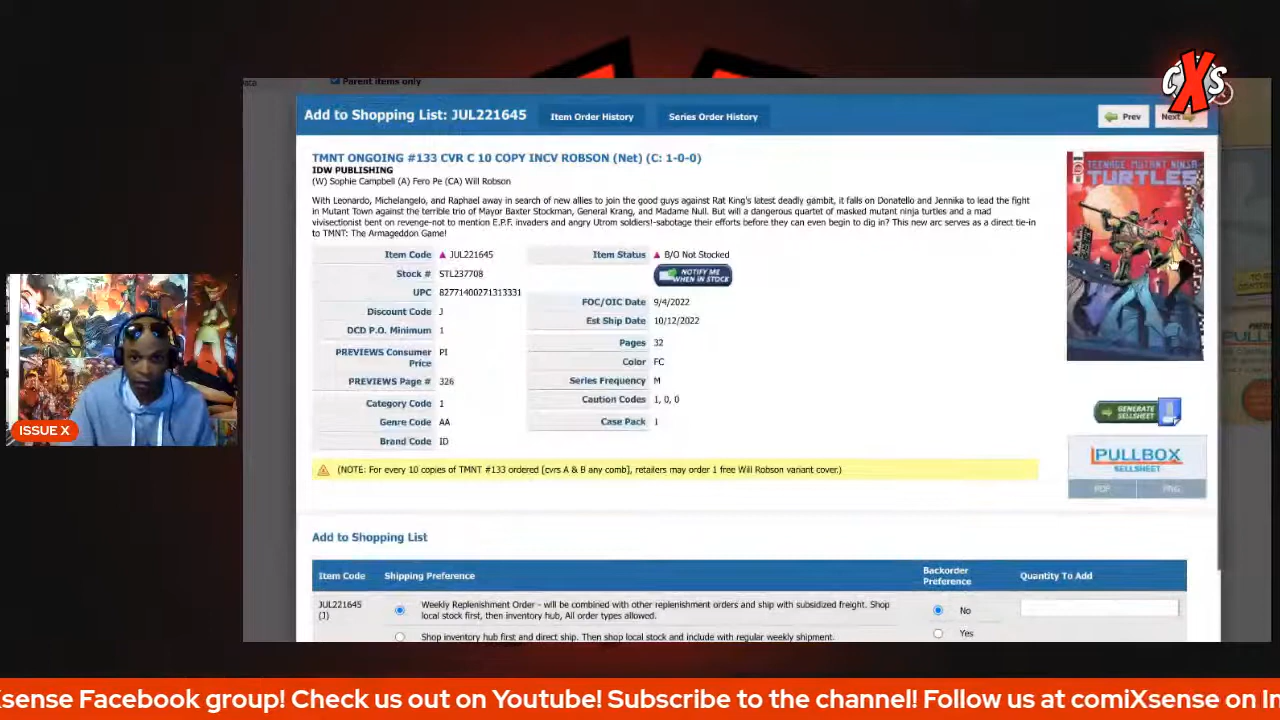 Parent items only
CXS
Add to Shopping List: JUL221645
Item Order History
Series Order History
Prev
Next
TMNT ONGOING #133 CVR C 10 COPY INCV ROBSON (Net) (C: 1-0-0)
IDW PUBLISHING
(W) Sophie Campbell (A) Fero Pe (CA) Will Robson
With Leonardo, Michelangelo, and Raphael away in search of new allies to join the good guys against Rat King's latest deadly gambit, it falls on Donatello and Jennika to lead the fight
in Mutant Town against the terrible trio of Mayor Baxter Stockman, General Krang, and Madame Null. But will a dangerous quartet of masked mutant ninja turtles and a mad
vivisectionist bent on revenge-not to mention E.P.F. invaders and angry Utrom soldiers!-sabotage their efforts before they can even begin to dig in? This new arc serves as a direct tie-in
to TMNT: The Armageddon Game!
TEENAGE MUTANT NINJA
TURTLES
Item Code JUL221645
Item Status B/O Not Stocked
Stock # STL237708
NOTIFY ME
WHEN IN STOCK
UPC 82771400271313331
FOC/OIC Date 9/4/2022
Discount Code J
Est Ship Date 10/12/2022
DCD P.O. Minimum 1
Pages 32
PREVIEWS Consumer
Price PI
Color FC
PREVIEWS Page # 326
Series Frequency M
Category Code 1
Caution Codes 1, 0, 0
Genre Code AA
Case Pack 1
Brand Code ID
GENERATE
SELLSHEET
PULLBOX
SELLSHEET
PDF
PNG
(NOTE: For every 10 copies of TMNT #133 ordered [cvrs A & B any comb], retailers may order 1 free Will Robson variant cover.)
Add to Shopping List
Item Code
Shipping Preference
Backorder
Preference
Quantity To Add
JUL221645
(J)
Weekly Replenishment Order - will be combined with other replenishment orders and ship with subsidized freight. Shop
local stock first, then inventory hub, All order types allowed.
No
Shop inventory hub first and direct ship. Then shop local stock and include with regular weekly shipment.
Yes
ISSUE X
Xsense Facebook group! Check us out on Youtube! Subscribe to the channel! Follow us at comiXsense on In